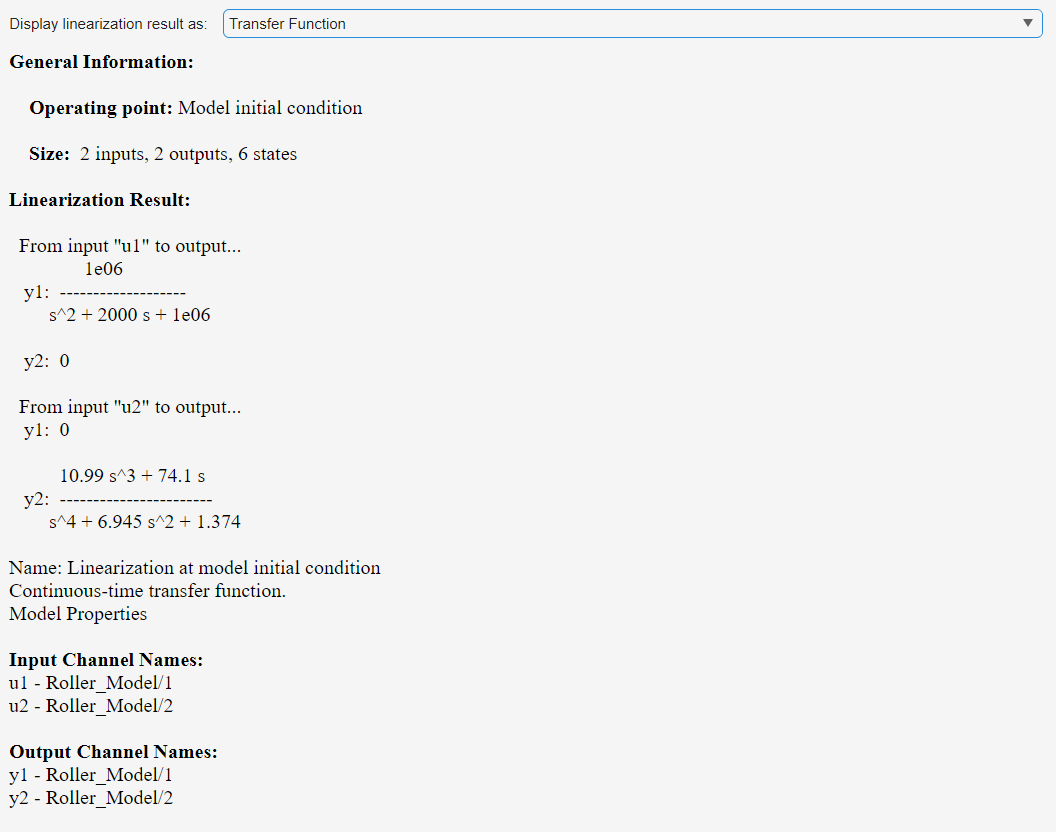 Display linearization result as: Transfer Function
General Information:
Operating point: Model initial condition
Size: 2 inputs, 2 outputs, 6 states
Linearization Result:
From input "u1" to output...
1e06
y1: -------------------
s^2 + 2000 s + 1e06
y2: 0
From input "u2" to output...
y1: 0
10.99 s^3 + 74.1 s
y2: -----------------------
s^4 + 6.945 s^2 + 1.374
Name: Linearization at model initial condition
Continuous-time transfer function.
Model Properties
Input Channel Names:
u1 - Roller_Model/1
u2 - Roller_Model/2
Output Channel Names:
y1 - Roller_Model/1
y2 - Roller_Model/2